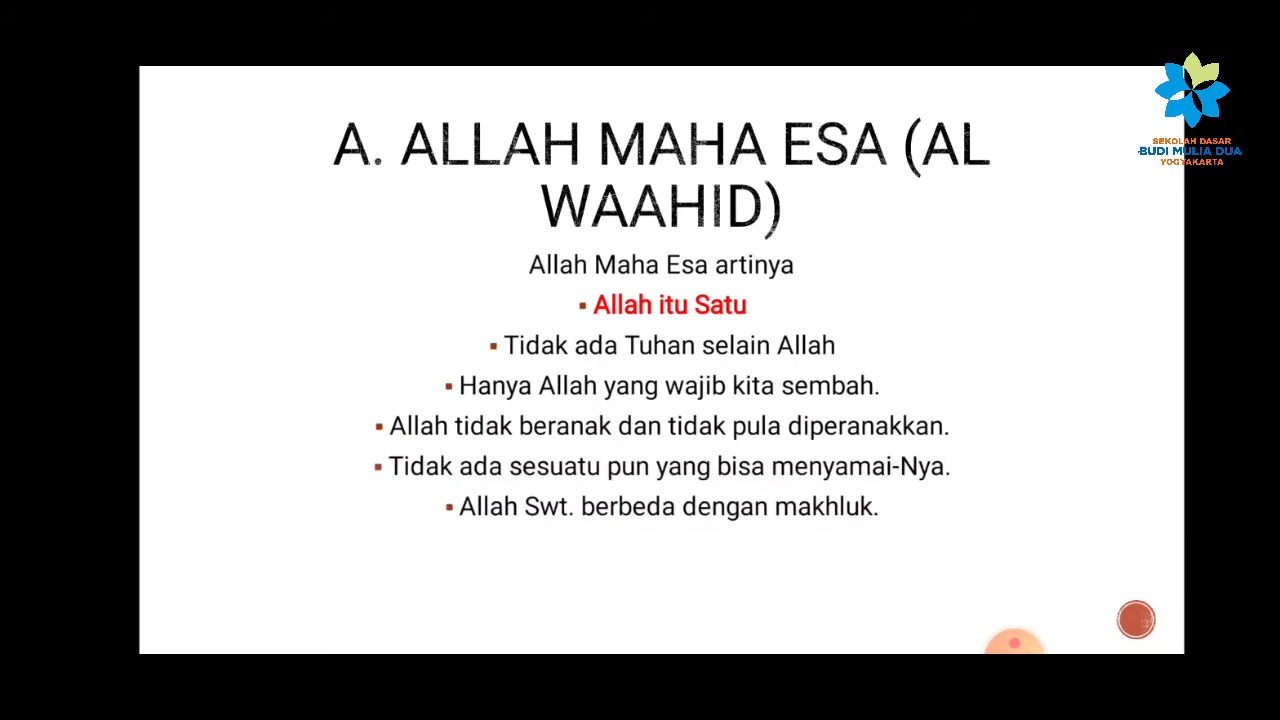 A. ALLAH MAHA ESA (AL
WAAHID)
Allah Maha Esa artinya
▪ Allah itu Satu
▪ Tidak ada Tuhan selain Allah
▪ Hanya Allah yang wajib kita sembah.
▪ Allah tidak beranak dan tidak pula diperanakkan.
▪ Tidak ada sesuatu pun yang bisa menyamai-Nya.
▪ Allah Swt. berbeda dengan makhluk.
SEKOLAH DASAR
BUDI MULIA DUA
YOGYAKARTA